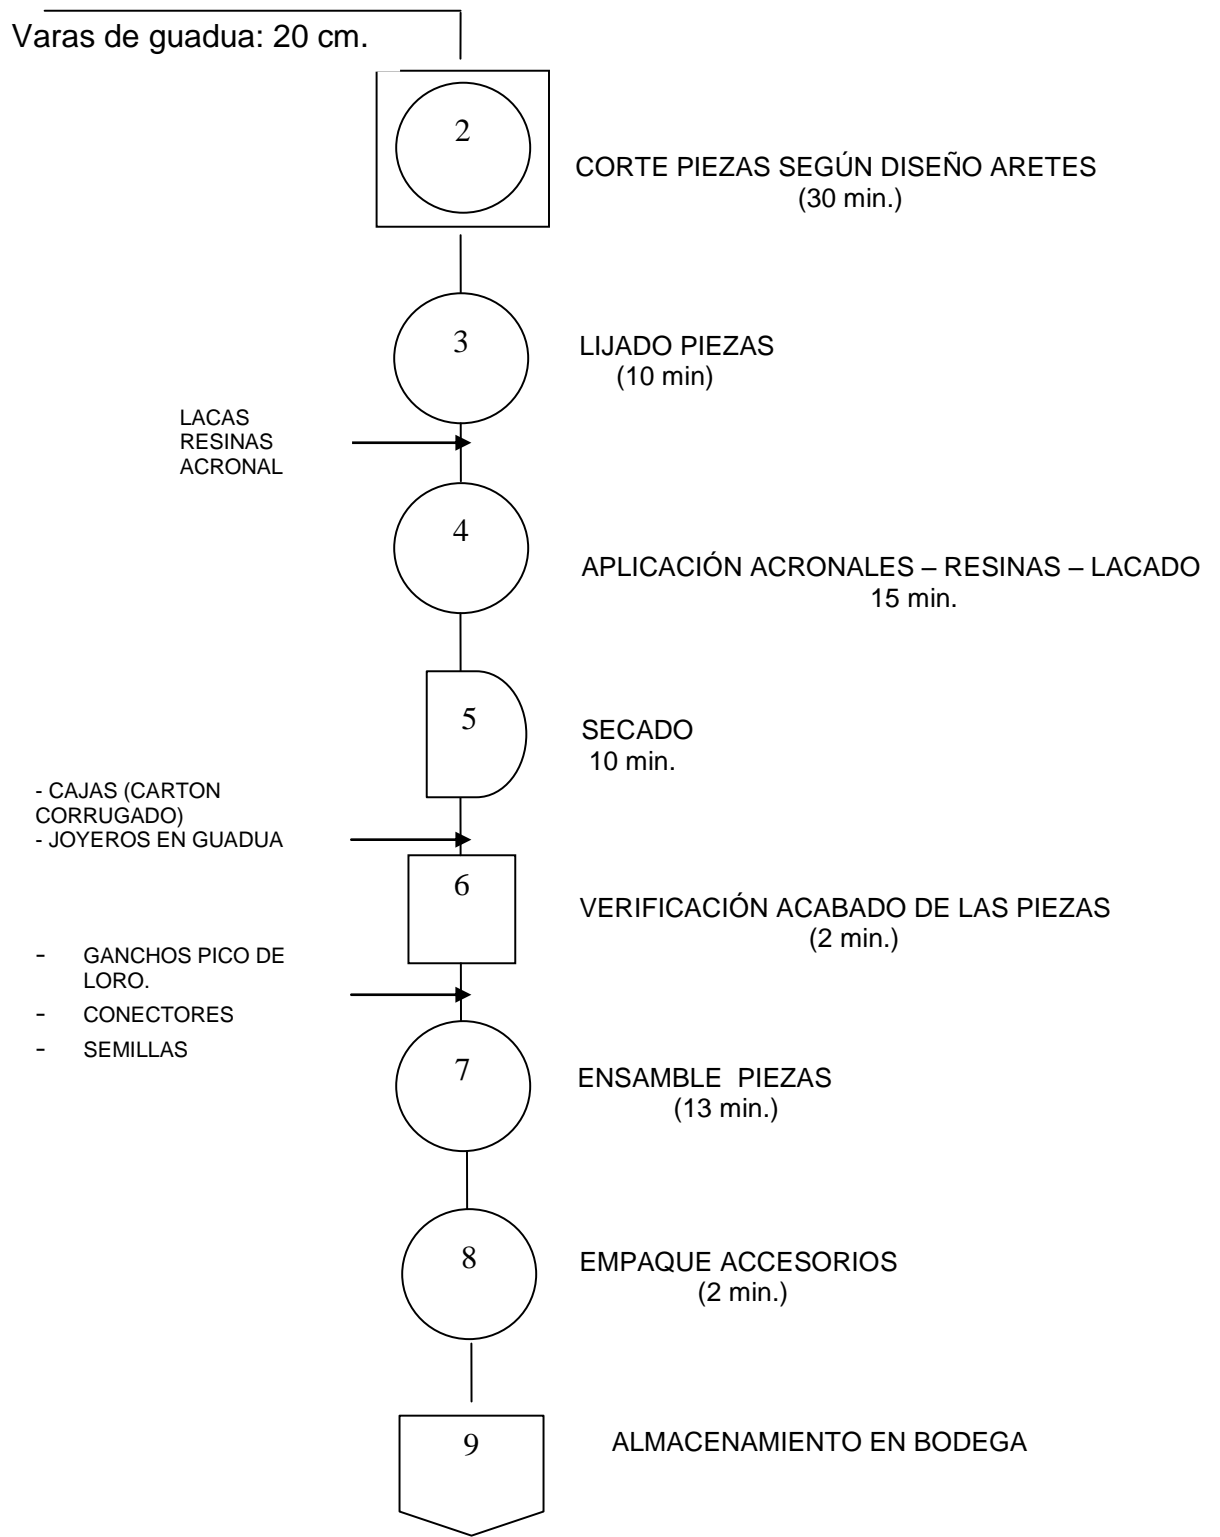 Varas de guadua: 20 cm.
2
CORTE PIEZAS SEGÚN DISEÑO ARETES
(30 min.)
3
LIJADO PIEZAS
(10 min)
LACAS
RESINAS
ACRONAL
4
APLICACIÓN ACRONALES – RESINAS – LACADO
15 min.
5
SECADO
10 min.
- CAJAS (CARTON
CORRUGADO)
- JOYEROS EN GUADUA
6
VERIFICACIÓN ACABADO DE LAS PIEZAS
(2 min.)
- GANCHOS PICO DE
LORO.
- CONECTORES
- SEMILLAS
7
ENSAMBLE PIEZAS
(13 min.)
8
EMPAQUE ACCESORIOS
(2 min.)
9
ALMACENAMIENTO EN BODEGA